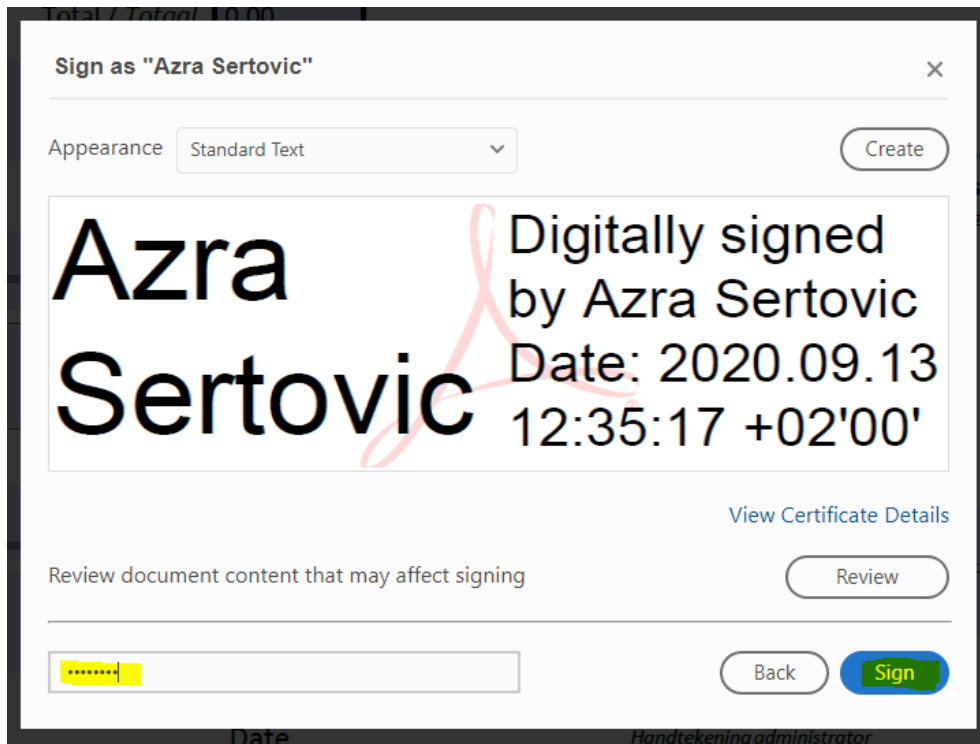 Total / Totaal 0.00
Sign as "Azra Sertovic"
Appearance Standard Text Create
Azra
Sertovic
Digitally signed
by Azra Sertovic
Date: 2020.09.13
12:35:17 +02'00'
View Certificate Details
Review document content that may affect signing Review
••••••••
Back Sign
Date Handtekening administrator